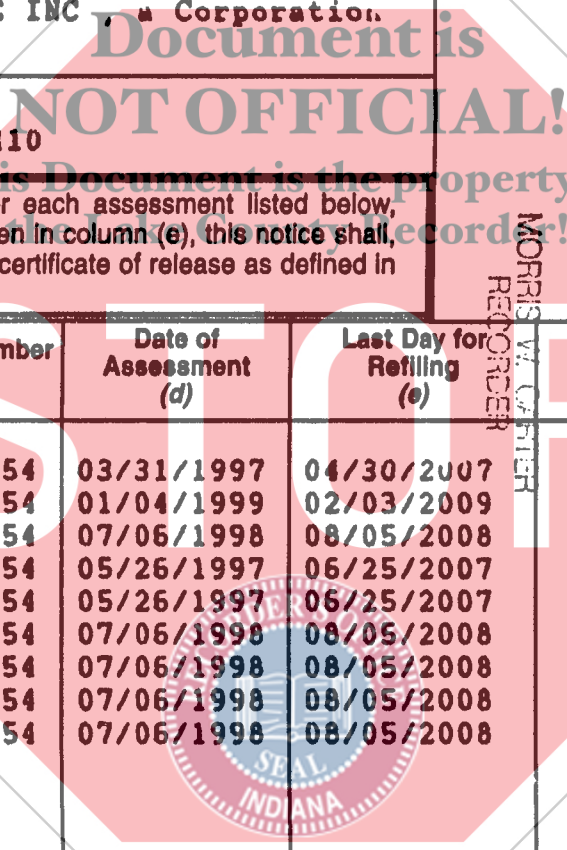 INC , a Corporation
Document is
NOT OFFICIAL!
110
is Document is the property
r each assessment listed below,
the Lake County Recorder!
en in column (e), this notice shall,
certificate of release as defined in
MORRIS W. CARTER
RECORDER
STOP
mber
Date of
Assessment
(d)
Last Day for
Refiling
(e)
54 03/31/1997 04/30/2007
54 01/04/1999 02/03/2009
54 07/06/1998 08/05/2008
54 05/26/1997 06/25/2007
54 05/26/1997 06/25/2007
54 07/06/1998 08/05/2008
54 07/06/1998 08/05/2008
54 07/06/1998 08/05/2008
54 07/06/1998 08/05/2008
RECORDER'S OFFICE
SEAL
INDIANA